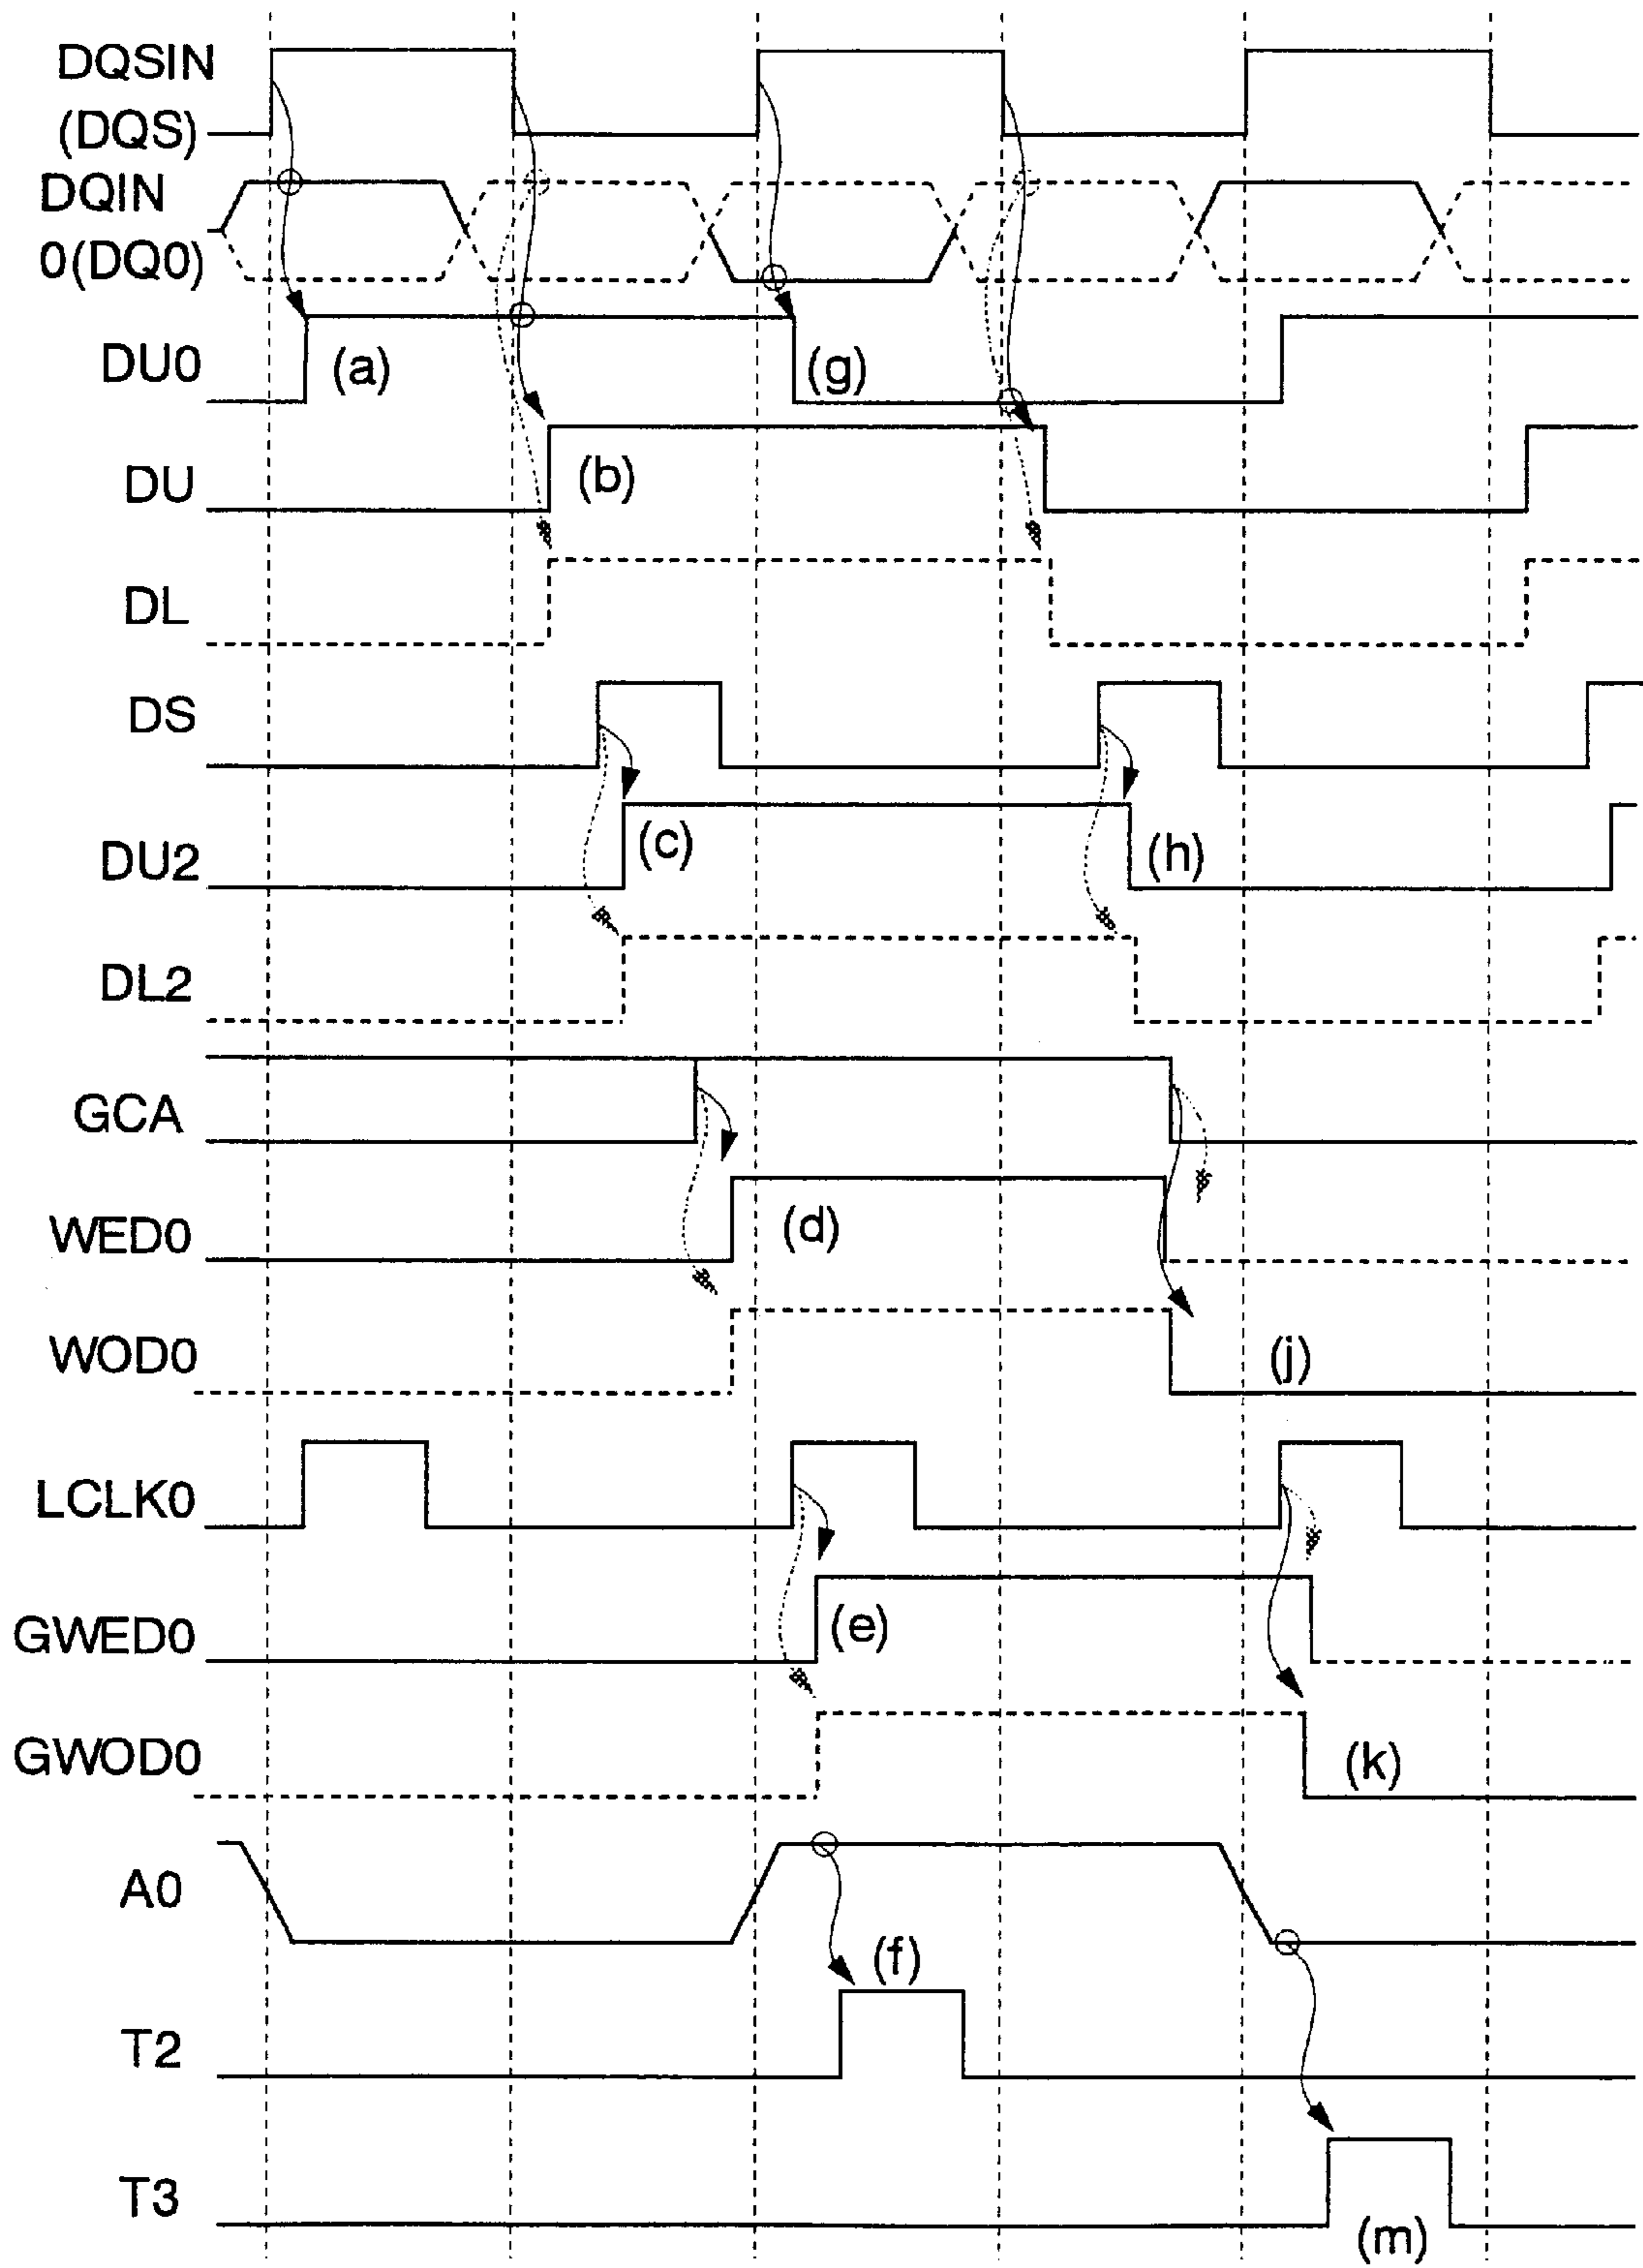 DQSIN
(DQS)
DQIN
0(DQ0)
DU0 (a) (g)
DU (b)
DL
DS
DU2 (c) (h)
DL2
GCA
WED0 (d)
WOD0 (j)
LCLK0
GWED0 (e)
GWOD0 (k)
A0
(f)
T2
T3
(m)